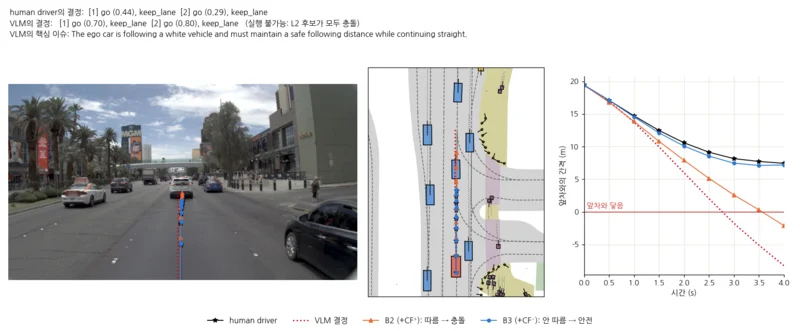 human driver의 결정:  [1] go (0.44), keep_lane  [2] go (0.29), keep_lane
VLM의 결정:   [1] go (0.70), keep_lane  [2] go (0.80), keep_lane   (실행 불가능: L2 후보가 모두 충돌)
VLM의 핵심 이슈: The ego car is following a white vehicle and must maintain a safe following distance while continuing straight.
MGM
20
15
10
5
0
-5
앞차와의 간격 (m)
앞차와 닿음
0.0 0.5 1.0 1.5 2.0 2.5 3.0 3.5 4.0
시간 (s)
human driver VLM 결정 B2 (+CF⁺): 따름 → 충돌 B3 (+CF⁻): 안 따름 → 안전